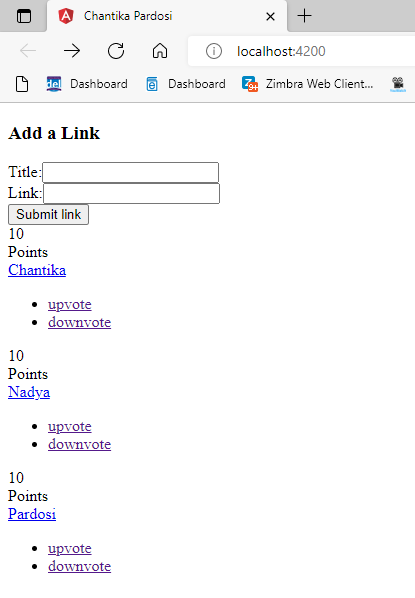 Chantika Pardosi
localhost:4200
del Dashboard Dashboard Zimbra Web Client...
Add a Link
Title:
Link:
Submit link
10
Points
Chantika
upvote
downvote
10
Points
Nadya
upvote
downvote
10
Points
Pardosi
upvote
downvote